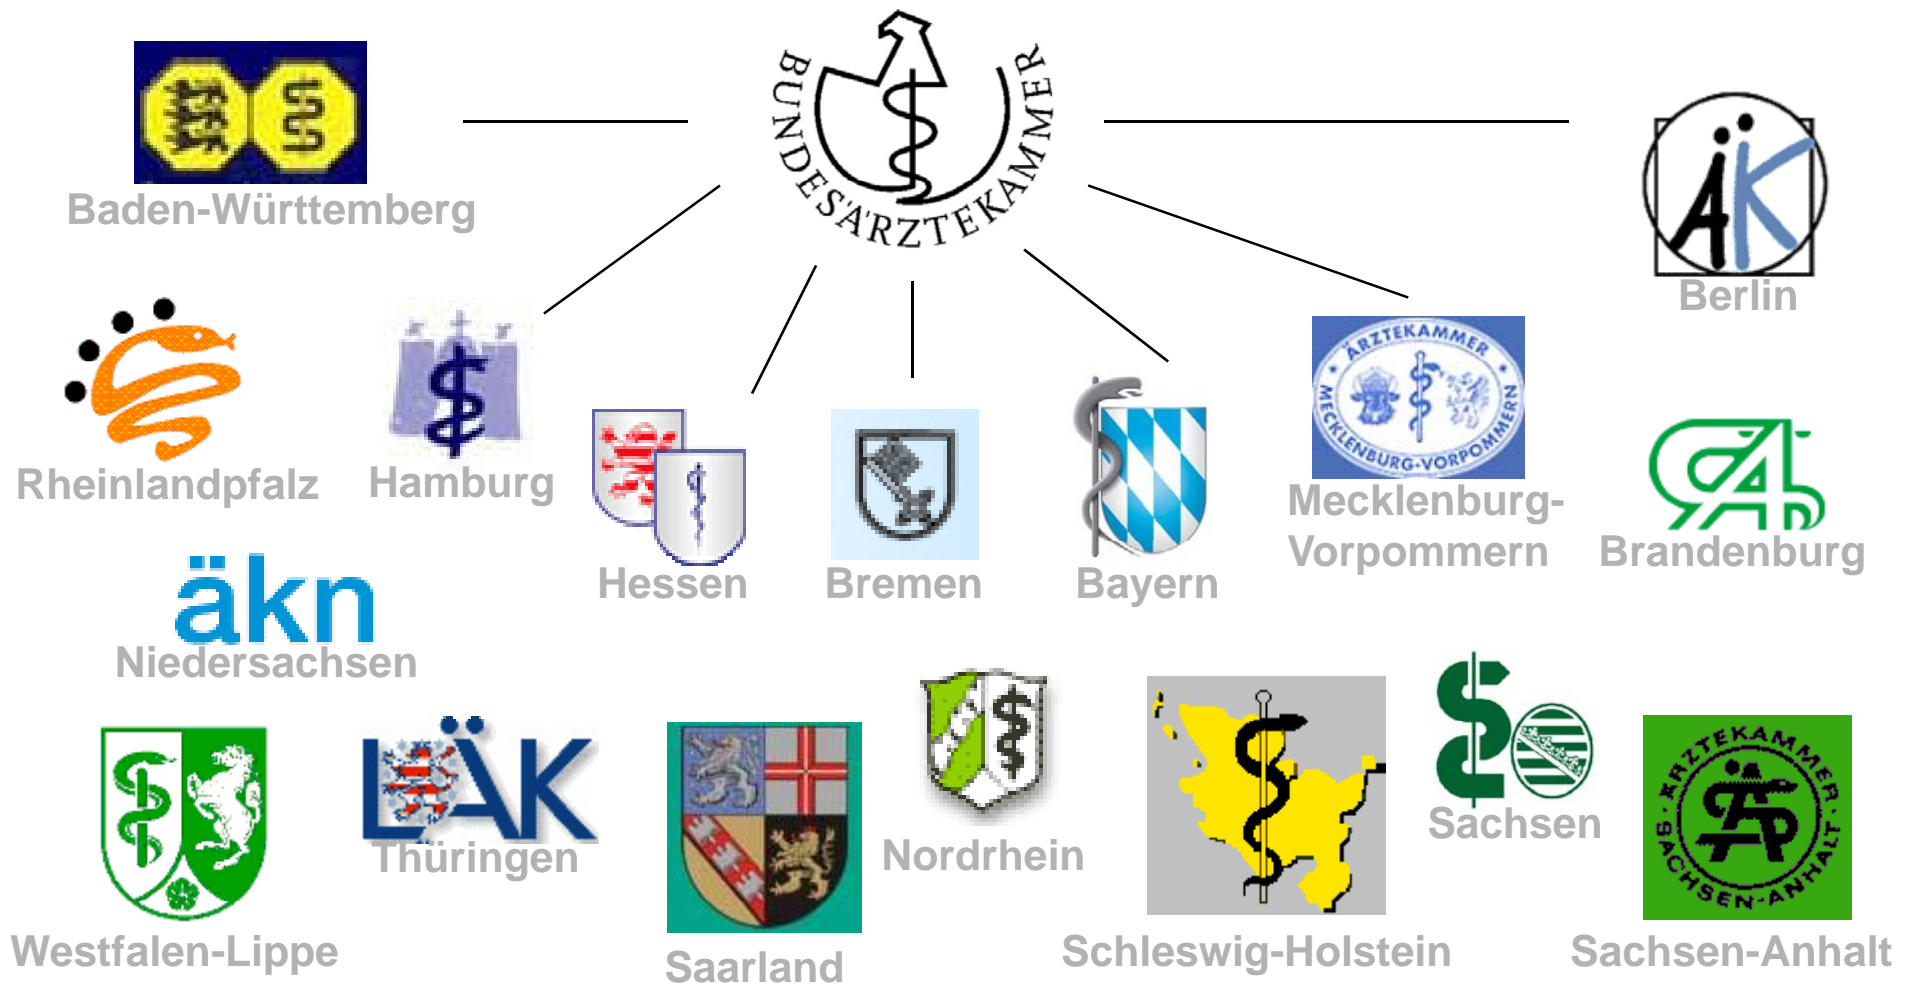 BUNDESÄRZTEKAMMER
Baden-Württemberg
ÄK
Berlin
Rheinlandpfalz
Hamburg
Hessen
Bremen
Bayern
ÄRZTEKAMMER
MECKLENBURG-VORPOMMERN
Mecklenburg-
Vorpommern
Brandenburg
äkn
Niedersachsen
Westfalen-Lippe
LÄK
Thüringen
Saarland
Nordrhein
Schleswig-Holstein
Sachsen
ÄRZTEKAMMER
SACHSEN-ANHALT
Sachsen-Anhalt